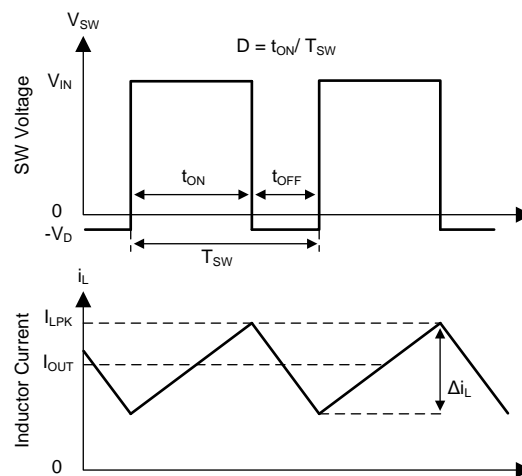 V_SW
D = t_ON/ T_SW
V_IN
SW Voltage
t_ON
t_OFF
0
-V_D
T_SW
i_L
I_LPK
I_OUT
Inductor Current
Δi_L
0